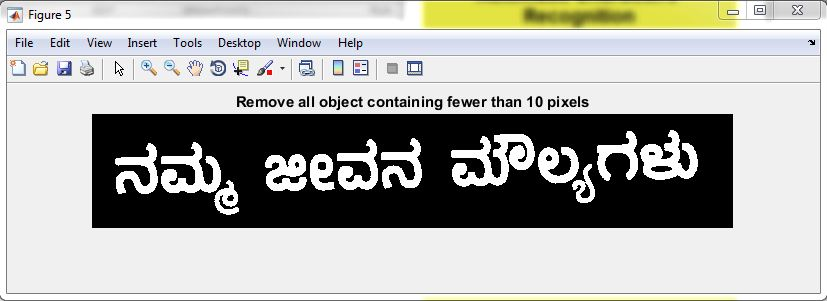 Recognition
Figure 5
File Edit View Insert Tools Desktop Window Help
Remove all object containing fewer than 10 pixels
ನಮ್ಮ ಜೀವನ ಮೌಲ್ಯಗಳು